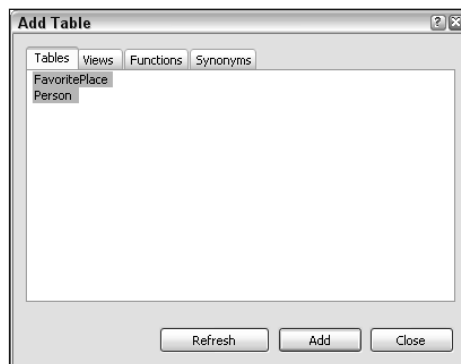 Add Table
Tables Views Functions Synonyms
FavoritePlace
Person
Refresh Add Close